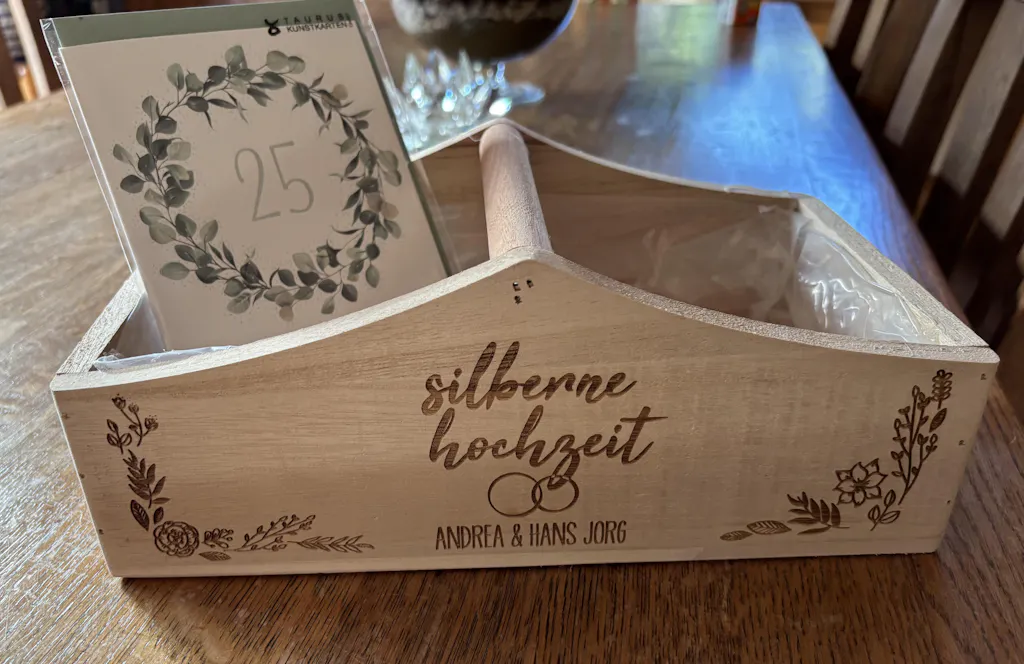 TAURUS
KUNSTKARTEN
25
silberne
hochzeit
ANDREA & HANS JORG